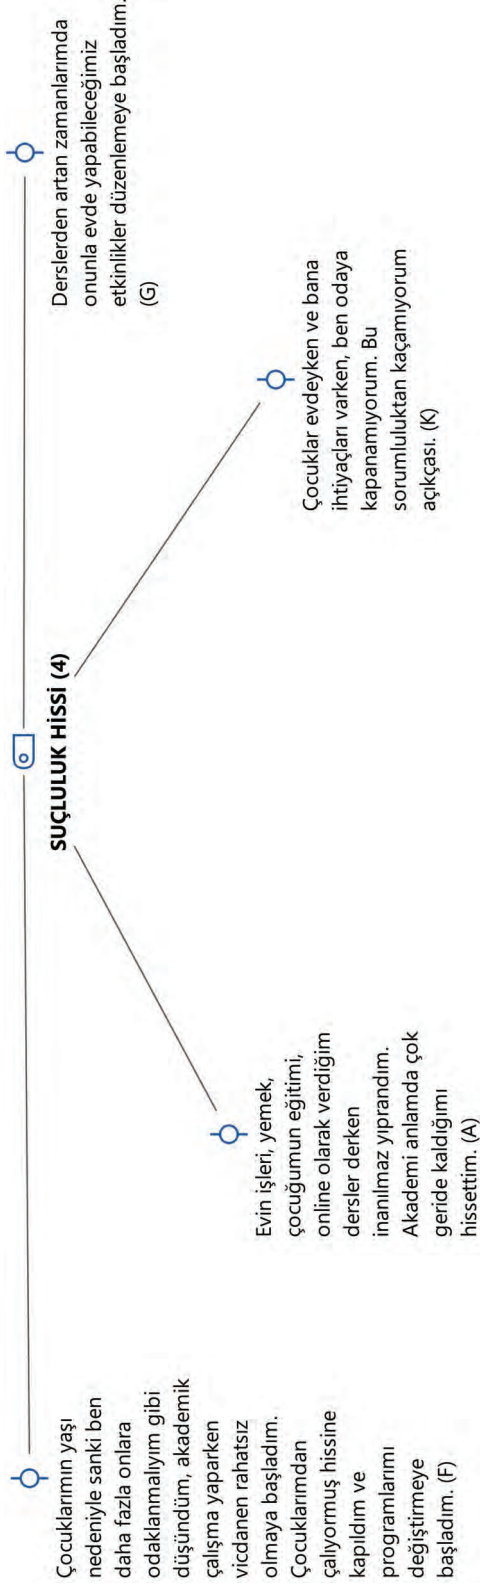 SUÇLULUK HİSSİ (4)
Çocuklarımın yaşı
nedeniyle sanki ben
daha fazla onlara
odaklanmalıyım gibi
düşündüm, akademik
çalışma yaparken
vicdanen rahatsız
olmaya başladım.
Çocuklarımdan
çalıyormuş hissine
kapıldım ve
programlarımı
değiştirmeye
başladım. (F)
Evin işleri, yemek,
çocuğumun eğitimi,
online olarak verdiğim
dersler derken
inanılmaz yıprandım.
Akademi anlamda çok
geride kaldığımı
hissettim. (A)
Çocuklar evdeyken ve bana
ihtiyaçları varken, ben odaya
kapanamıyorum. Bu
sorumluluktan kaçamıyorum
açıkçası. (K)
Derslerden artan zamanlarımda
onunla evde yapabileceğimiz
etkinlikler düzenlemeye başladım.
(G)